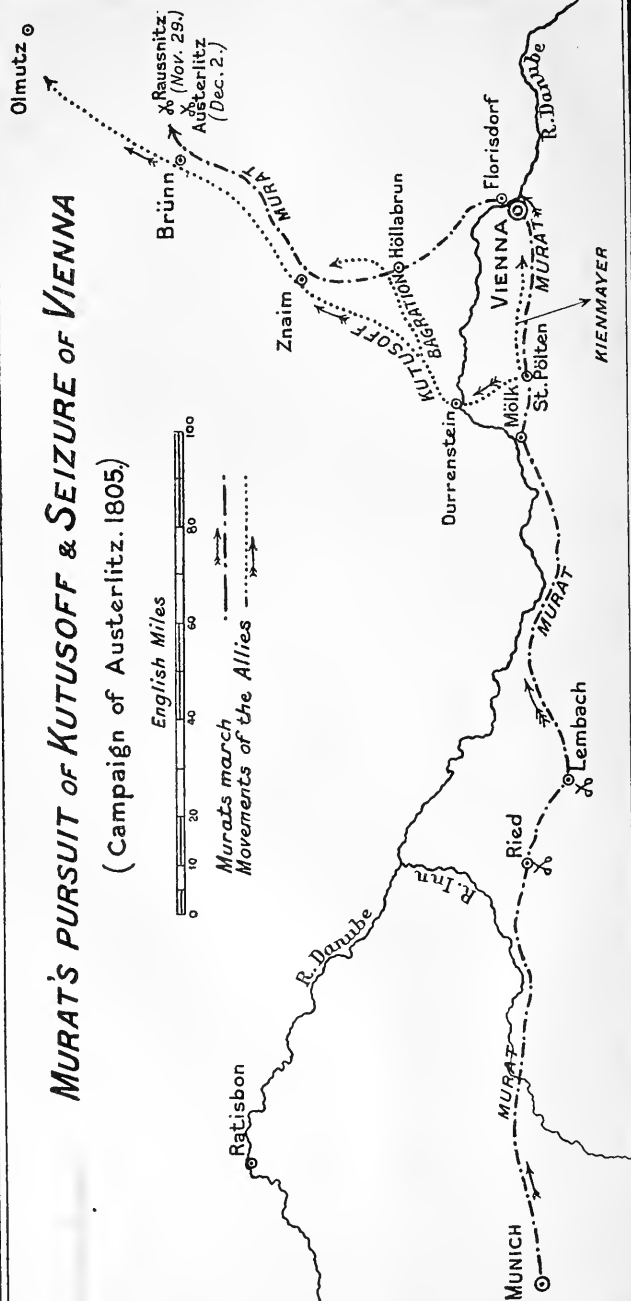 MURAT'S PURSUIT OF KUTUSOFF & SEIZURE OF VIENNA
(Campaign of Austerlitz. 1805.)
English Miles
0 10 20 40 60 80 100
Murats march
Movements of the Allies
Olmutz
Raussnitz
(Nov. 29.)
Austerlitz
(Dec. 2.)
Brünn
MURAT
Znaim
KUTUSOFF
BAGRATION
Höllabrun
Florisdorf
R. Danube
VIENNA
MURAT
KIENMAYER
St. Pölten
Mölk
Durrenstein
MURAT
Lembach
Ried
R. Inn
R. Danube
Ratisbon
MURAT
MUNICH